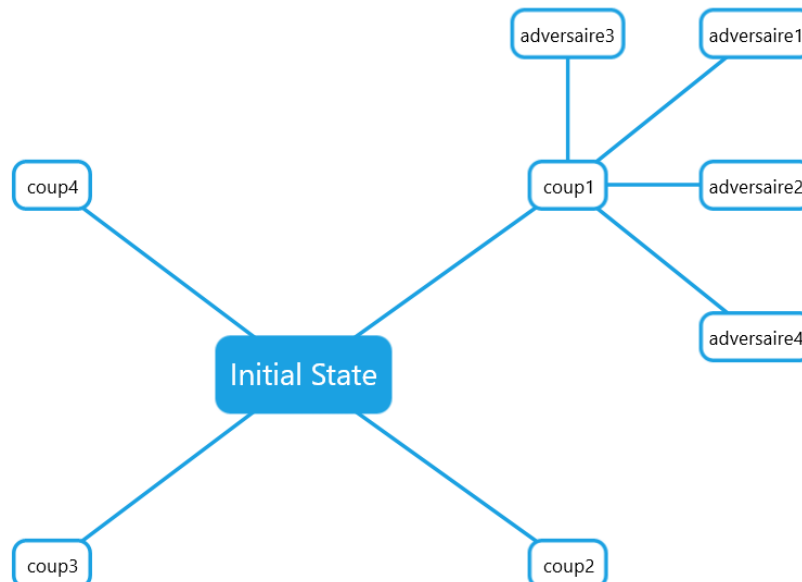 adversaire3
adversaire1
coup4
coup1
adversaire2
adversaire4
Initial State
coup3
coup2